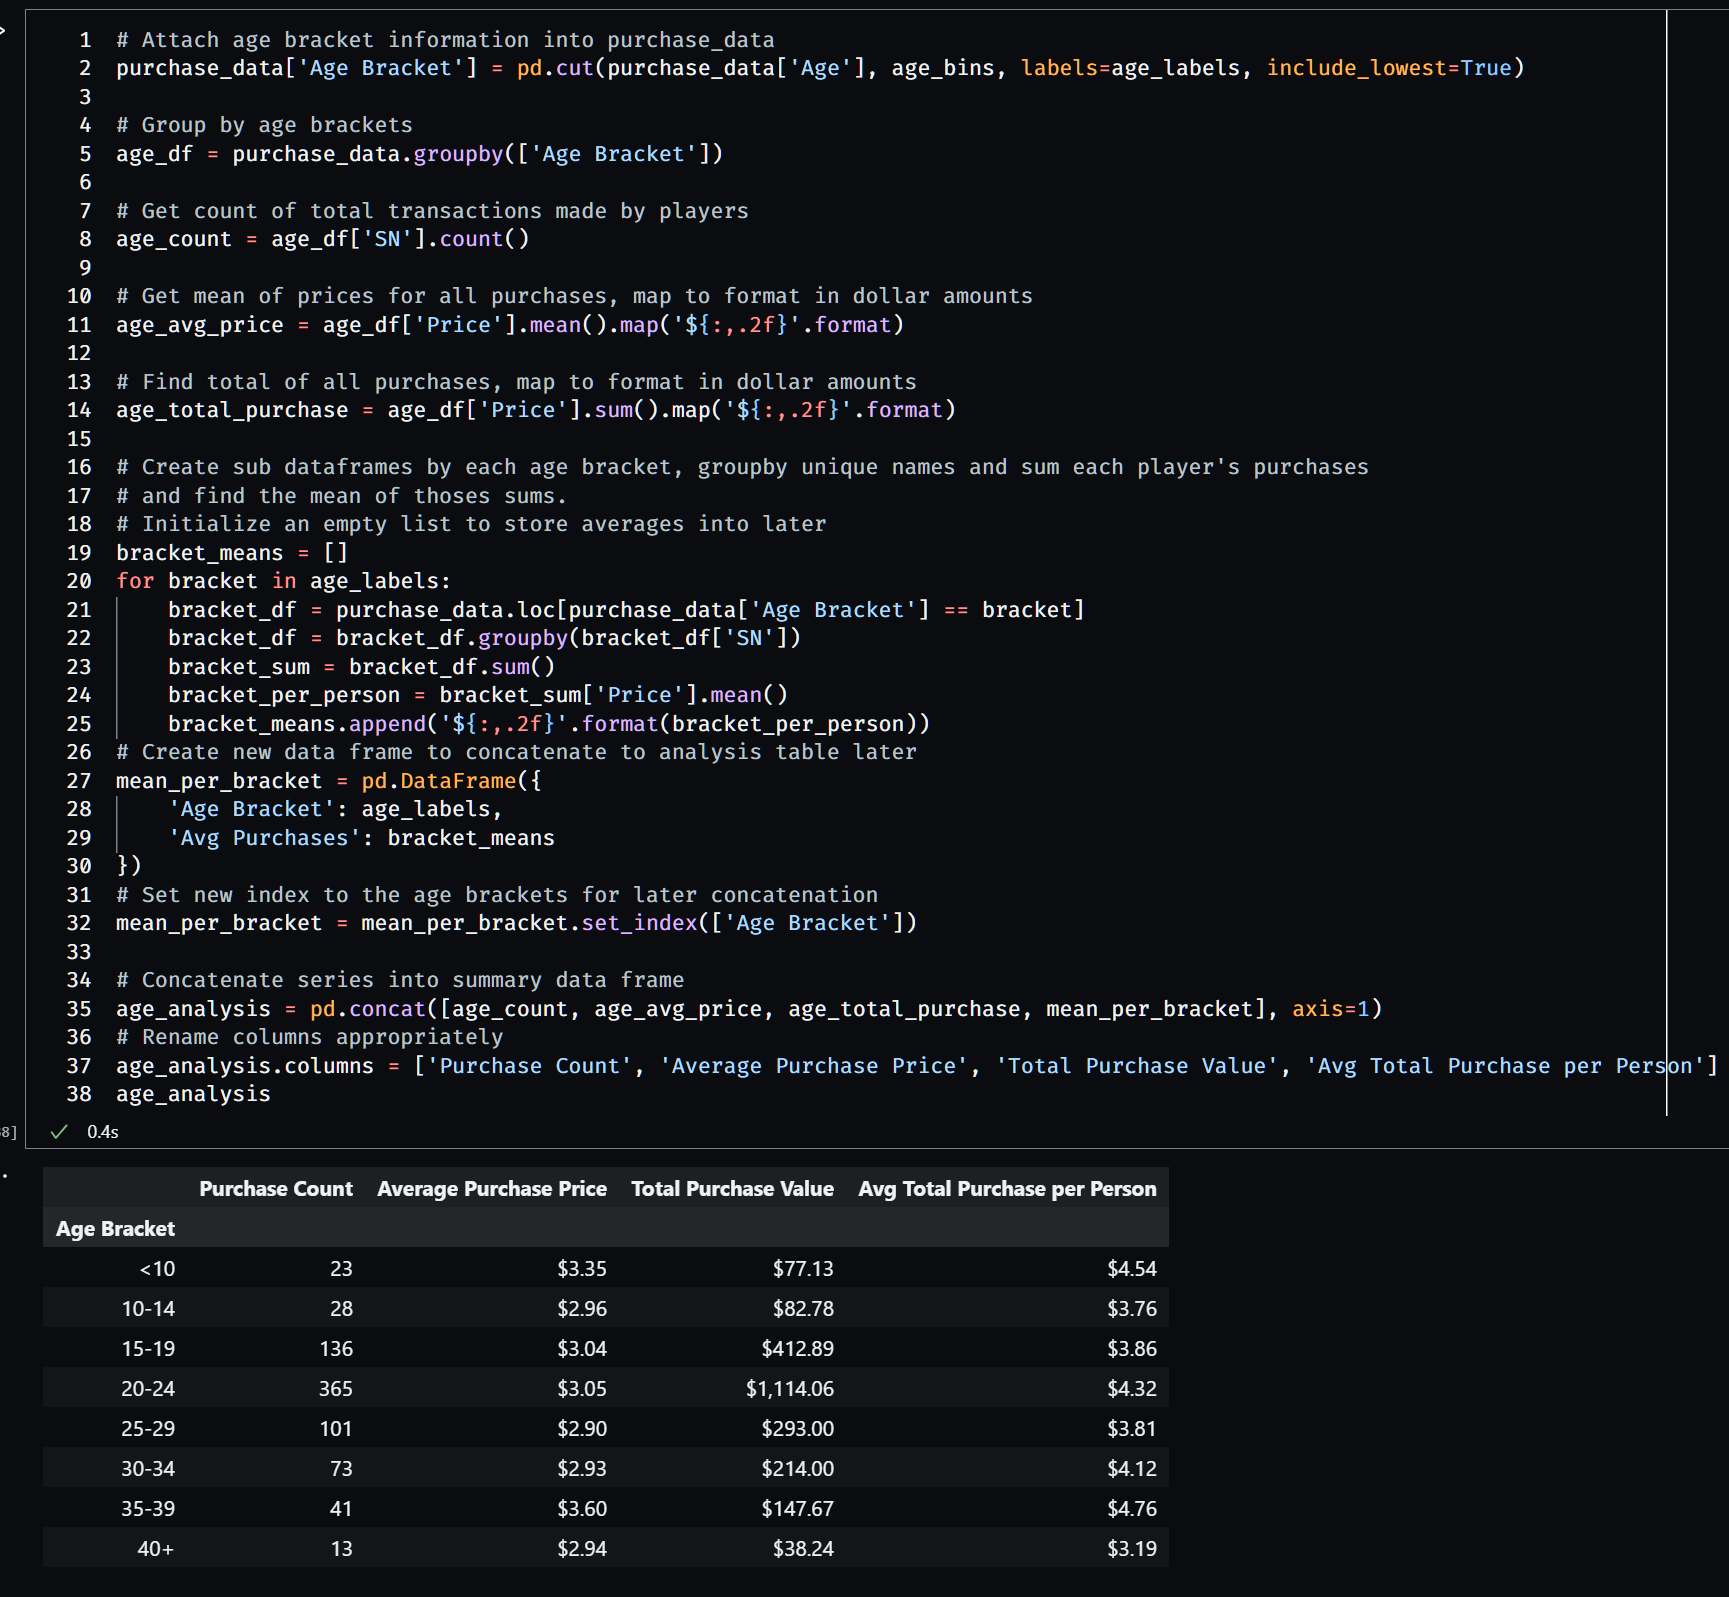 1 # Attach age bracket information into purchase_data
2 purchase_data['Age Bracket'] = pd.cut(purchase_data['Age'], age_bins, labels=age_labels, include_lowest=True)
3
4 # Group by age brackets
5 age_df = purchase_data.groupby(['Age Bracket'])
6
7 # Get count of total transactions made by players
8 age_count = age_df['SN'].count()
9
10 # Get mean of prices for all purchases, map to format in dollar amounts
11 age_avg_price = age_df['Price'].mean().map('${:,.2f}'.format)
12
13 # Find total of all purchases, map to format in dollar amounts
14 age_total_purchase = age_df['Price'].sum().map('${:,.2f}'.format)
15
16 # Create sub dataframes by each age bracket, groupby unique names and sum each player's purchases
17 # and find the mean of thoses sums.
18 # Initialize an empty list to store averages into later
19 bracket_means = []
20 for bracket in age_labels:
21     bracket_df = purchase_data.loc[purchase_data['Age Bracket'] == bracket]
22     bracket_df = bracket_df.groupby(bracket_df['SN'])
23     bracket_sum = bracket_df.sum()
24     bracket_per_person = bracket_sum['Price'].mean()
25     bracket_means.append('${:,.2f}'.format(bracket_per_person))
26 # Create new data frame to concatenate to analysis table later
27 mean_per_bracket = pd.DataFrame({
28     'Age Bracket': age_labels,
29     'Avg Purchases': bracket_means
30 })
31 # Set new index to the age brackets for later concatenation
32 mean_per_bracket = mean_per_bracket.set_index(['Age Bracket'])
33
34 # Concatenate series into summary data frame
35 age_analysis = pd.concat([age_count, age_avg_price, age_total_purchase, mean_per_bracket], axis=1)
36 # Rename columns appropriately
37 age_analysis.columns = ['Purchase Count', 'Average Purchase Price', 'Total Purchase Value', 'Avg Total Purchase per Person']
38 age_analysis
8] ✓ 0.4s
Purchase Count Average Purchase Price Total Purchase Value Avg Total Purchase per Person
Age Bracket
<10 23 $3.35 $77.13 $4.54
10-14 28 $2.96 $82.78 $3.76
15-19 136 $3.04 $412.89 $3.86
20-24 365 $3.05 $1,114.06 $4.32
25-29 101 $2.90 $293.00 $3.81
30-34 73 $2.93 $214.00 $4.12
35-39 41 $3.60 $147.67 $4.76
40+ 13 $2.94 $38.24 $3.19